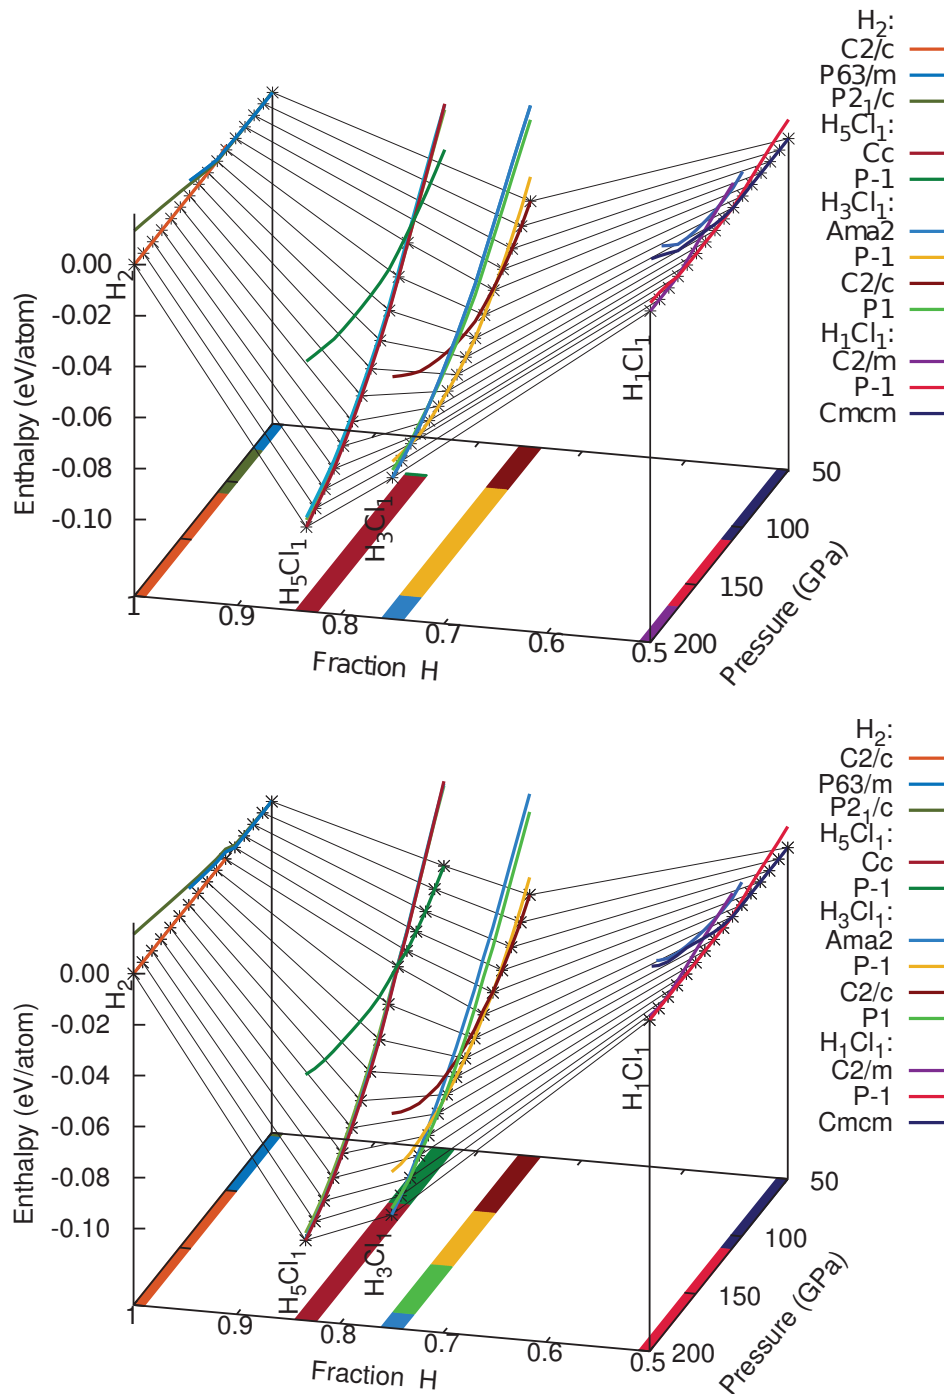 H2:
C2/c
P63/m
P21/c
H5Cl1:
Cc
P-1
H3Cl1:
Ama2
P-1
C2/c
P1
H1Cl1:
C2/m
P-1
Cmcm
Enthalpy (eV/atom)
0.00
-0.02
-0.04
-0.06
-0.08
-0.10
H2
H5Cl1
H3Cl1
H1Cl1
1
0.9
0.8
0.7
0.6
0.5
Fraction H
50
100
150
200
Pressure (GPa)
H2:
C2/c
P63/m
P21/c
H5Cl1:
Cc
P-1
H3Cl1:
Ama2
P-1
C2/c
P1
H1Cl1:
C2/m
P-1
Cmcm
Enthalpy (eV/atom)
0.00
-0.02
-0.04
-0.06
-0.08
-0.10
H2
H5Cl1
H3Cl1
H1Cl1
1
0.9
0.8
0.7
0.6
0.5
Fraction H
50
100
150
200
Pressure (GPa)